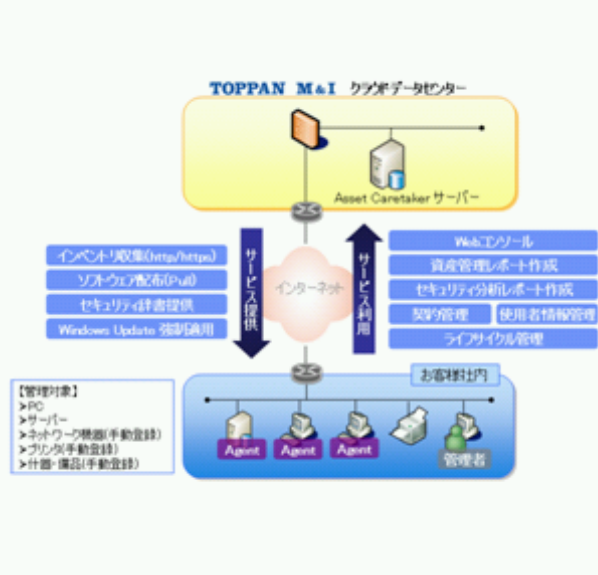 TOPPAN M&I クラウドデータセンター
Asset Caretaker サーバー
インベントリ収集(http/https)
ソフトウェア配布(Pull)
セキュリティ辞書提供
Windows Update 強制適用
サービス提供
インターネット
サービス利用
Webコンソール
資産管理レポート作成
セキュリティ分析レポート作成
契約管理
使用者情報管理
ライフサイクル管理
お客様社内
【管理対象】
➤PC
➤サーバー
➤ネットワーク機器(手動登録)
➤プリンタ(手動登録)
➤什器・備品(手動登録)
Agent
Agent
Agent
管理者